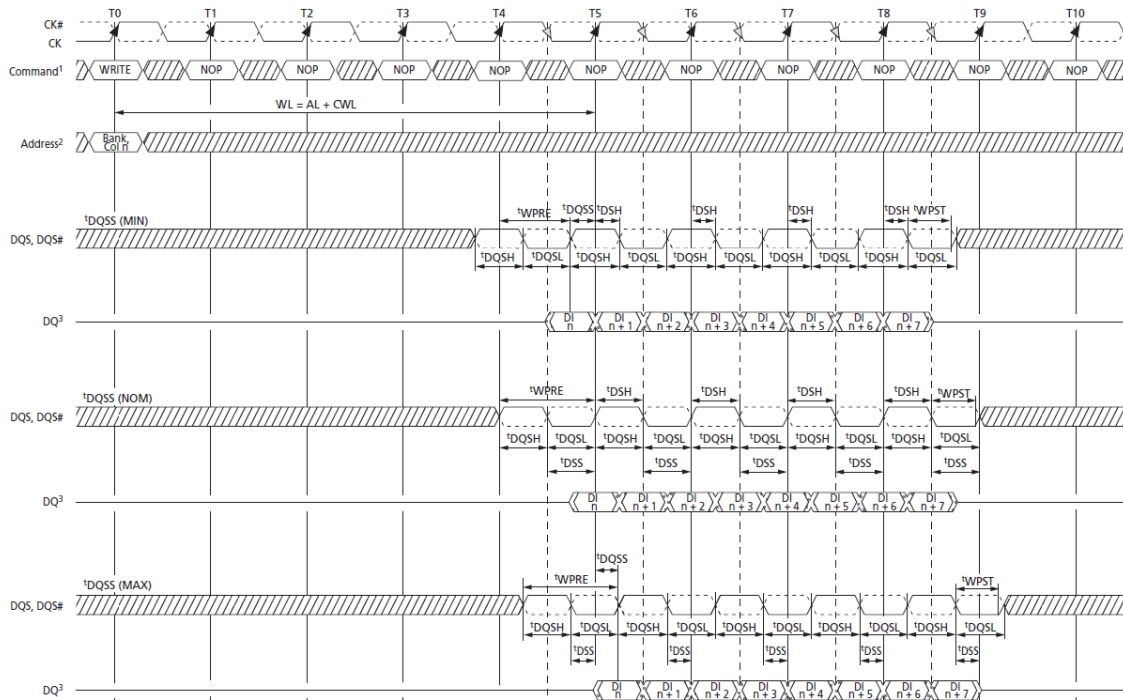 T0 T1 T2 T3 T4 T5 T6 T7 T8 T9 T10
CK#
CK
Command1 WRITE NOP NOP NOP NOP NOP NOP NOP NOP NOP NOP
WL = AL + CWL
Address2 Bank,
Col n
tDQSS (MIN) tWPRE tDQSS tDSH tDSH tDSH tDSH tWPST
DQS, DQS#
tDQSH tDQSL tDQSH tDQSL tDQSH tDQSL tDQSH tDQSL tDQSH tDQSL
DQ3 DI DI DI DI DI DI DI DI
n n + 1 n + 2 n + 3 n + 4 n + 5 n + 6 n + 7
tDQSS (NOM) tWPRE tDSH tDSH tDSH tDSH tWPST
DQS, DQS#
tDQSH tDQSL tDQSH tDQSL tDQSH tDQSL tDQSH tDQSL tDQSH tDQSL
tDSS tDSS tDSS tDSS tDSS
DQ3 DI DI DI DI DI DI DI DI
n n + 1 n + 2 n + 3 n + 4 n + 5 n + 6 n + 7
tDQSS
tDQSS (MAX) tWPRE tWPST
DQS, DQS#
tDQSH tDQSL tDQSH tDQSL tDQSH tDQSL tDQSH tDQSL tDQSH tDQSL
tDSS tDSS tDSS tDSS tDSS
DQ3 DI DI DI DI DI DI DI DI
n n + 1 n + 2 n + 3 n + 4 n + 5 n + 6 n + 7